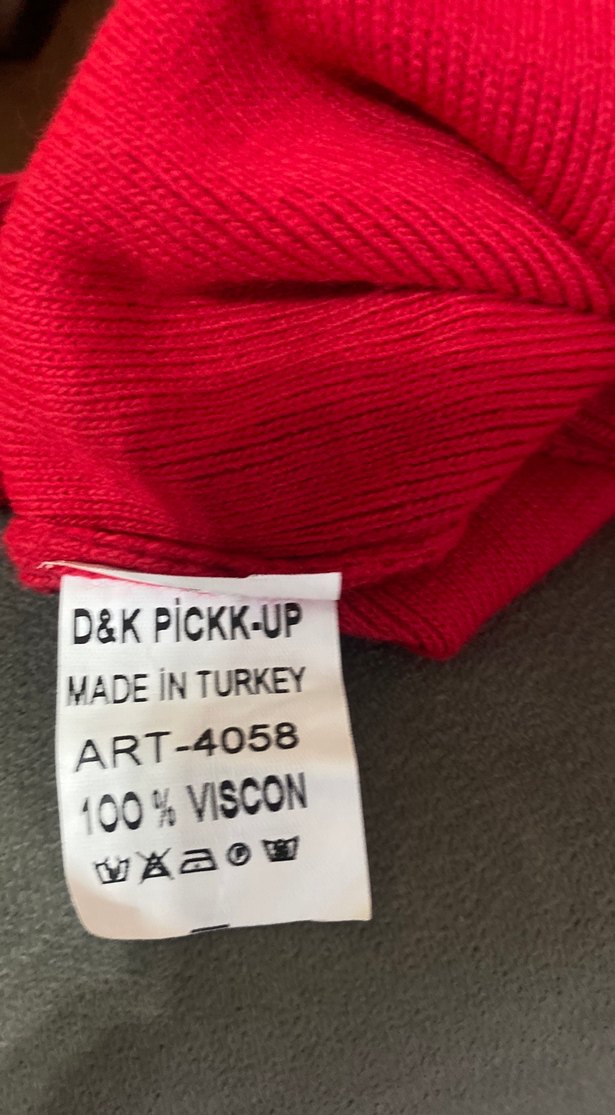 D&K PİCKK-UP
MADE İN TURKEY
ART-4058
100 % VISCON